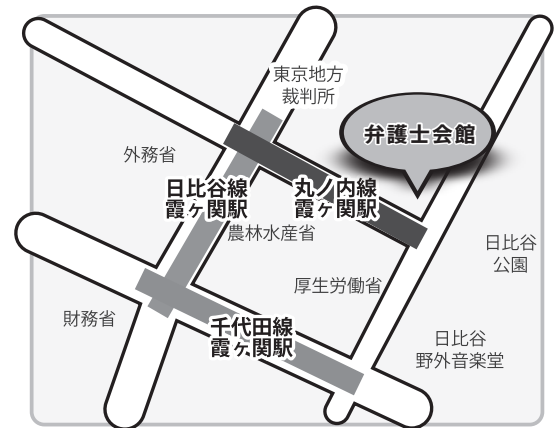 東京地方
裁判所
弁護士会館
外務省
日比谷線
霞ヶ関駅
丸ノ内線
霞ヶ関駅
農林水産省
日比谷
公園
厚生労働省
財務省
千代田線
霞ヶ関駅
日比谷
野外音楽堂